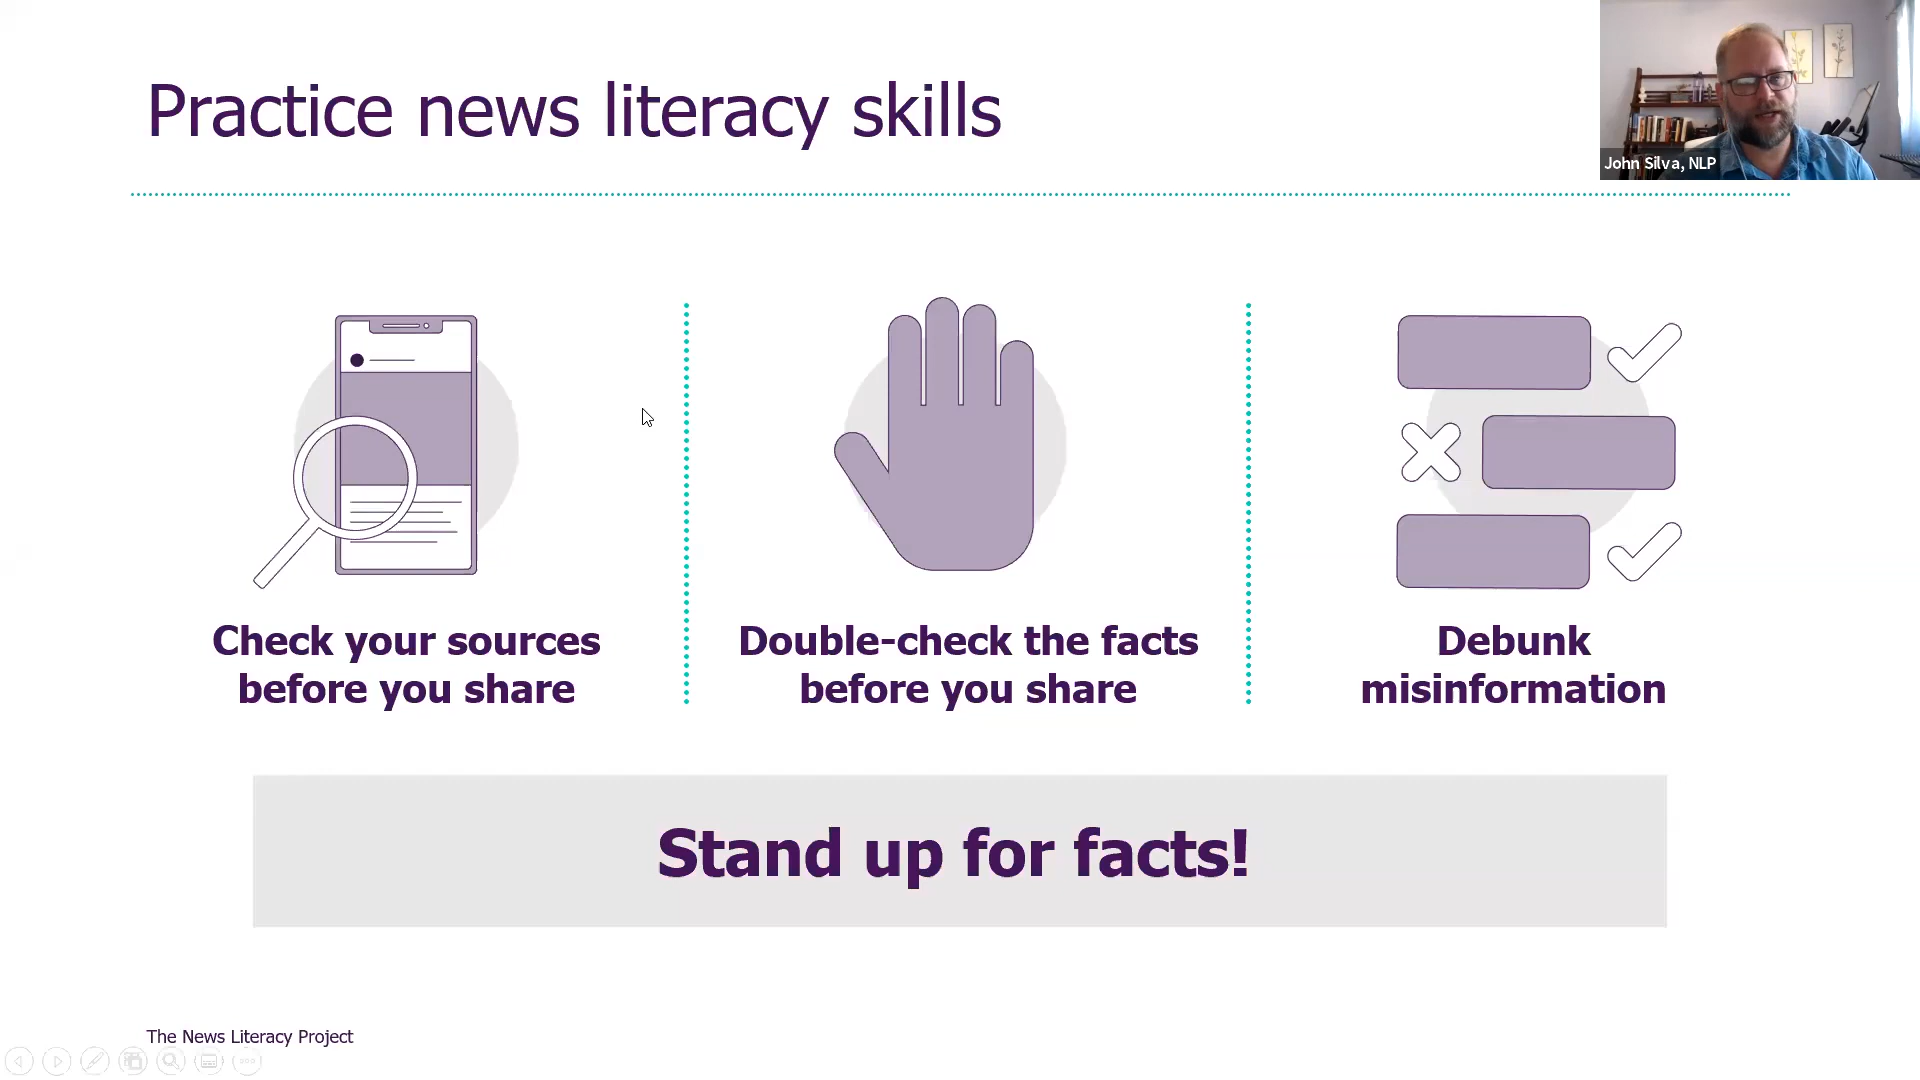 Practice news literacy skills
John Silva, NLP
Check your sources
before you share
Double-check the facts
before you share
Debunk
misinformation
Stand up for facts!
The News Literacy Project